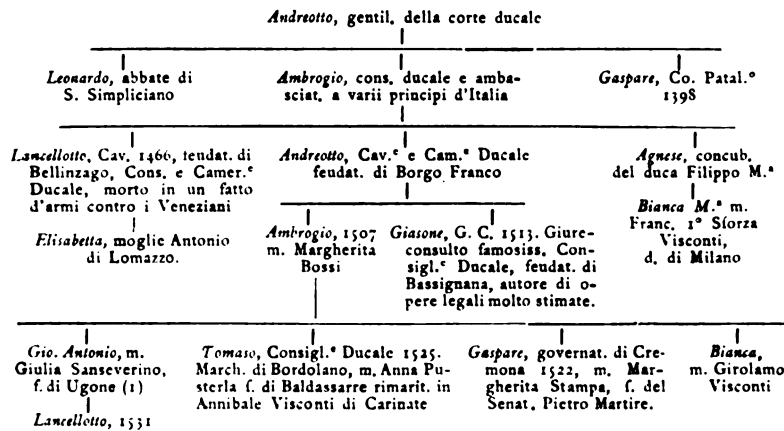 Andreotto, gentil. della corte ducale
Leonardo, abbate di
S. Simpliciano
Ambrogio, cons. ducale e amba-
sciat. a varii principi d'Italia
Gaspare, Co. Patal.º
1398
Lancellotto, Cav. 1466, feudat. di
Bellinzago, Cons. e Camer.ᵉ
Ducale, morto in un fatto
d'armi contro i Veneziani
Elisabetta, moglie Antonio
di Lomazzo.
Andreotto, Cav.ᵉ e Cam.ᵉ Ducale
feudat. di Borgo Franco
Agnese, concub.
del duca Filippo M.ª
Bianca M.ª m.
Franc. 1º Sforza
Visconti,
d. di Milano
Ambrogio, 1507
m. Margherita
Bossi
Giasone, G. C. 1513. Giure-
consulto famosiss. Con-
sigl.ᵉ Ducale, feudat. di
Bassignana, autore di o-
pere legali molto stimate.
Gio. Antonio, m.
Giulia Sanseverino,
f. di Ugone (1)
Lancellotto, 1531
Tomaso, Consigl.ᵉ Ducale 1525.
March. di Bordolano, m. Anna Pu-
sterla f. di Baldassarre rimarit. in
Annibale Visconti di Carinate
Gaspare, governat. di Cre-
mona 1522, m. Mar-
gherita Stampa, f. del
Senat. Pietro Martire.
Bianca,
m. Girolamo
Visconti